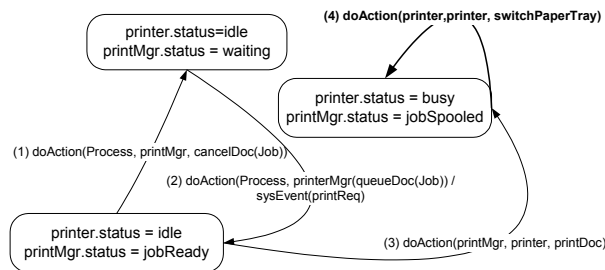 (4) doAction(printer,printer, switchPaperTray)
printer.status=idle
printMgr.status= waiting
printer.status = busy
printMgr.status = jobSpooled
(1) doAction(Process, printMgr, cancelDoc(Job))
(2) doAction(Process, printerMgr(queueDoc(Job)) /
sysEvent(printReq)
printer.status = idle
printMgr.status = jobReady
(3) doAction(printMgr, printer, printDoc)